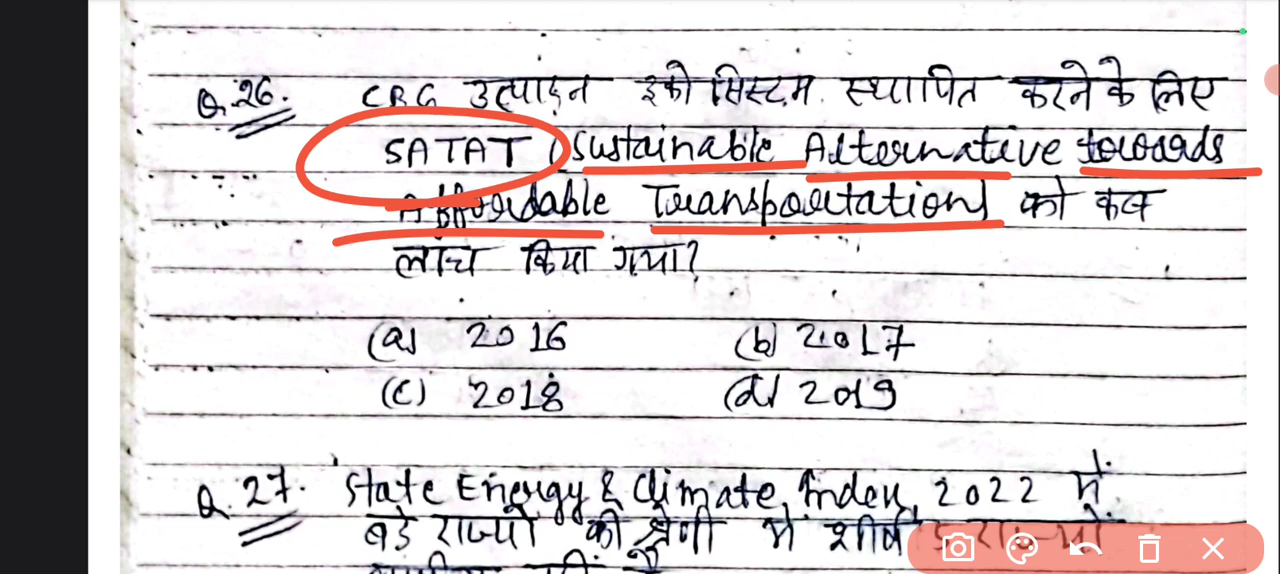 Q.26. CBG उत्पादन इको सिस्टम स्थापित करने के लिए
SATAT (Sustainable Alternative towards
Affordable Transportation) को कब
लांच किया गया?
(a) 2016 (b) 2017
(c) 2018 (d) 2019
Q.27. State Energy & Climate Index, 2022 में
बड़े राज्यों की श्रेणी में शीर्ष